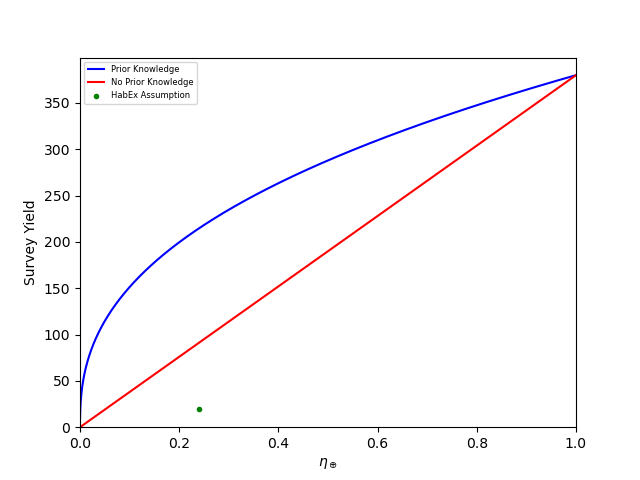 Prior Knowledge
No Prior Knowledge
HabEx Assumption
Survey Yield
350
300
250
200
150
100
50
0
0.0 0.2 0.4 0.6 0.8 1.0
η⊕